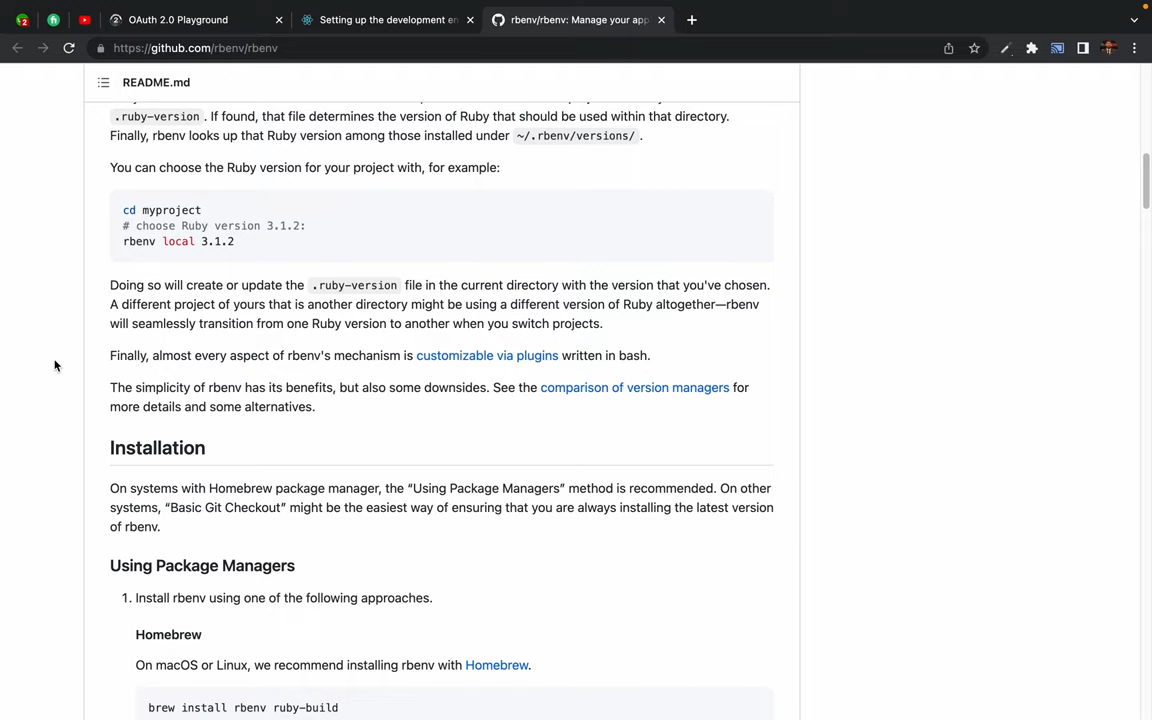 2
OAuth 2.0 Playground
Setting up the development en
rbenv/rbenv: Manage your app
https://github.com/rbenv/rbenv
README.md
.ruby-version . If found, that file determines the version of Ruby that should be used within that directory.
Finally, rbenv looks up that Ruby version among those installed under ~/.rbenv/versions/ .
You can choose the Ruby version for your project with, for example:
cd myproject
# choose Ruby version 3.1.2:
rbenv local 3.1.2
Doing so will create or update the .ruby-version file in the current directory with the version that you've chosen.
A different project of yours that is another directory might be using a different version of Ruby altogether—rbenv
will seamlessly transition from one Ruby version to another when you switch projects.
Finally, almost every aspect of rbenv's mechanism is customizable via plugins written in bash.
The simplicity of rbenv has its benefits, but also some downsides. See the comparison of version managers for
more details and some alternatives.
Installation
On systems with Homebrew package manager, the “Using Package Managers” method is recommended. On other
systems, “Basic Git Checkout” might be the easiest way of ensuring that you are always installing the latest version
of rbenv.
Using Package Managers
1. Install rbenv using one of the following approaches.
Homebrew
On macOS or Linux, we recommend installing rbenv with Homebrew.
brew install rbenv ruby-build